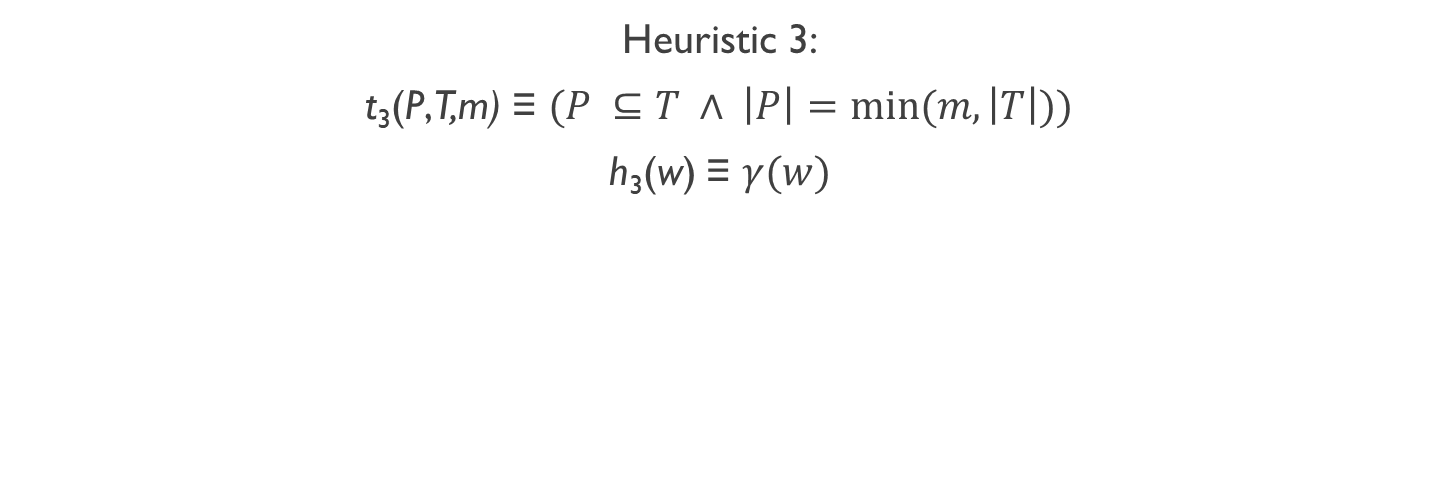 Heuristic 3:
t₃(P,T,m) ≡ (P ⊆ T ∧ |P| = min(m,|T|))
h₃(w) ≡ γ(w)